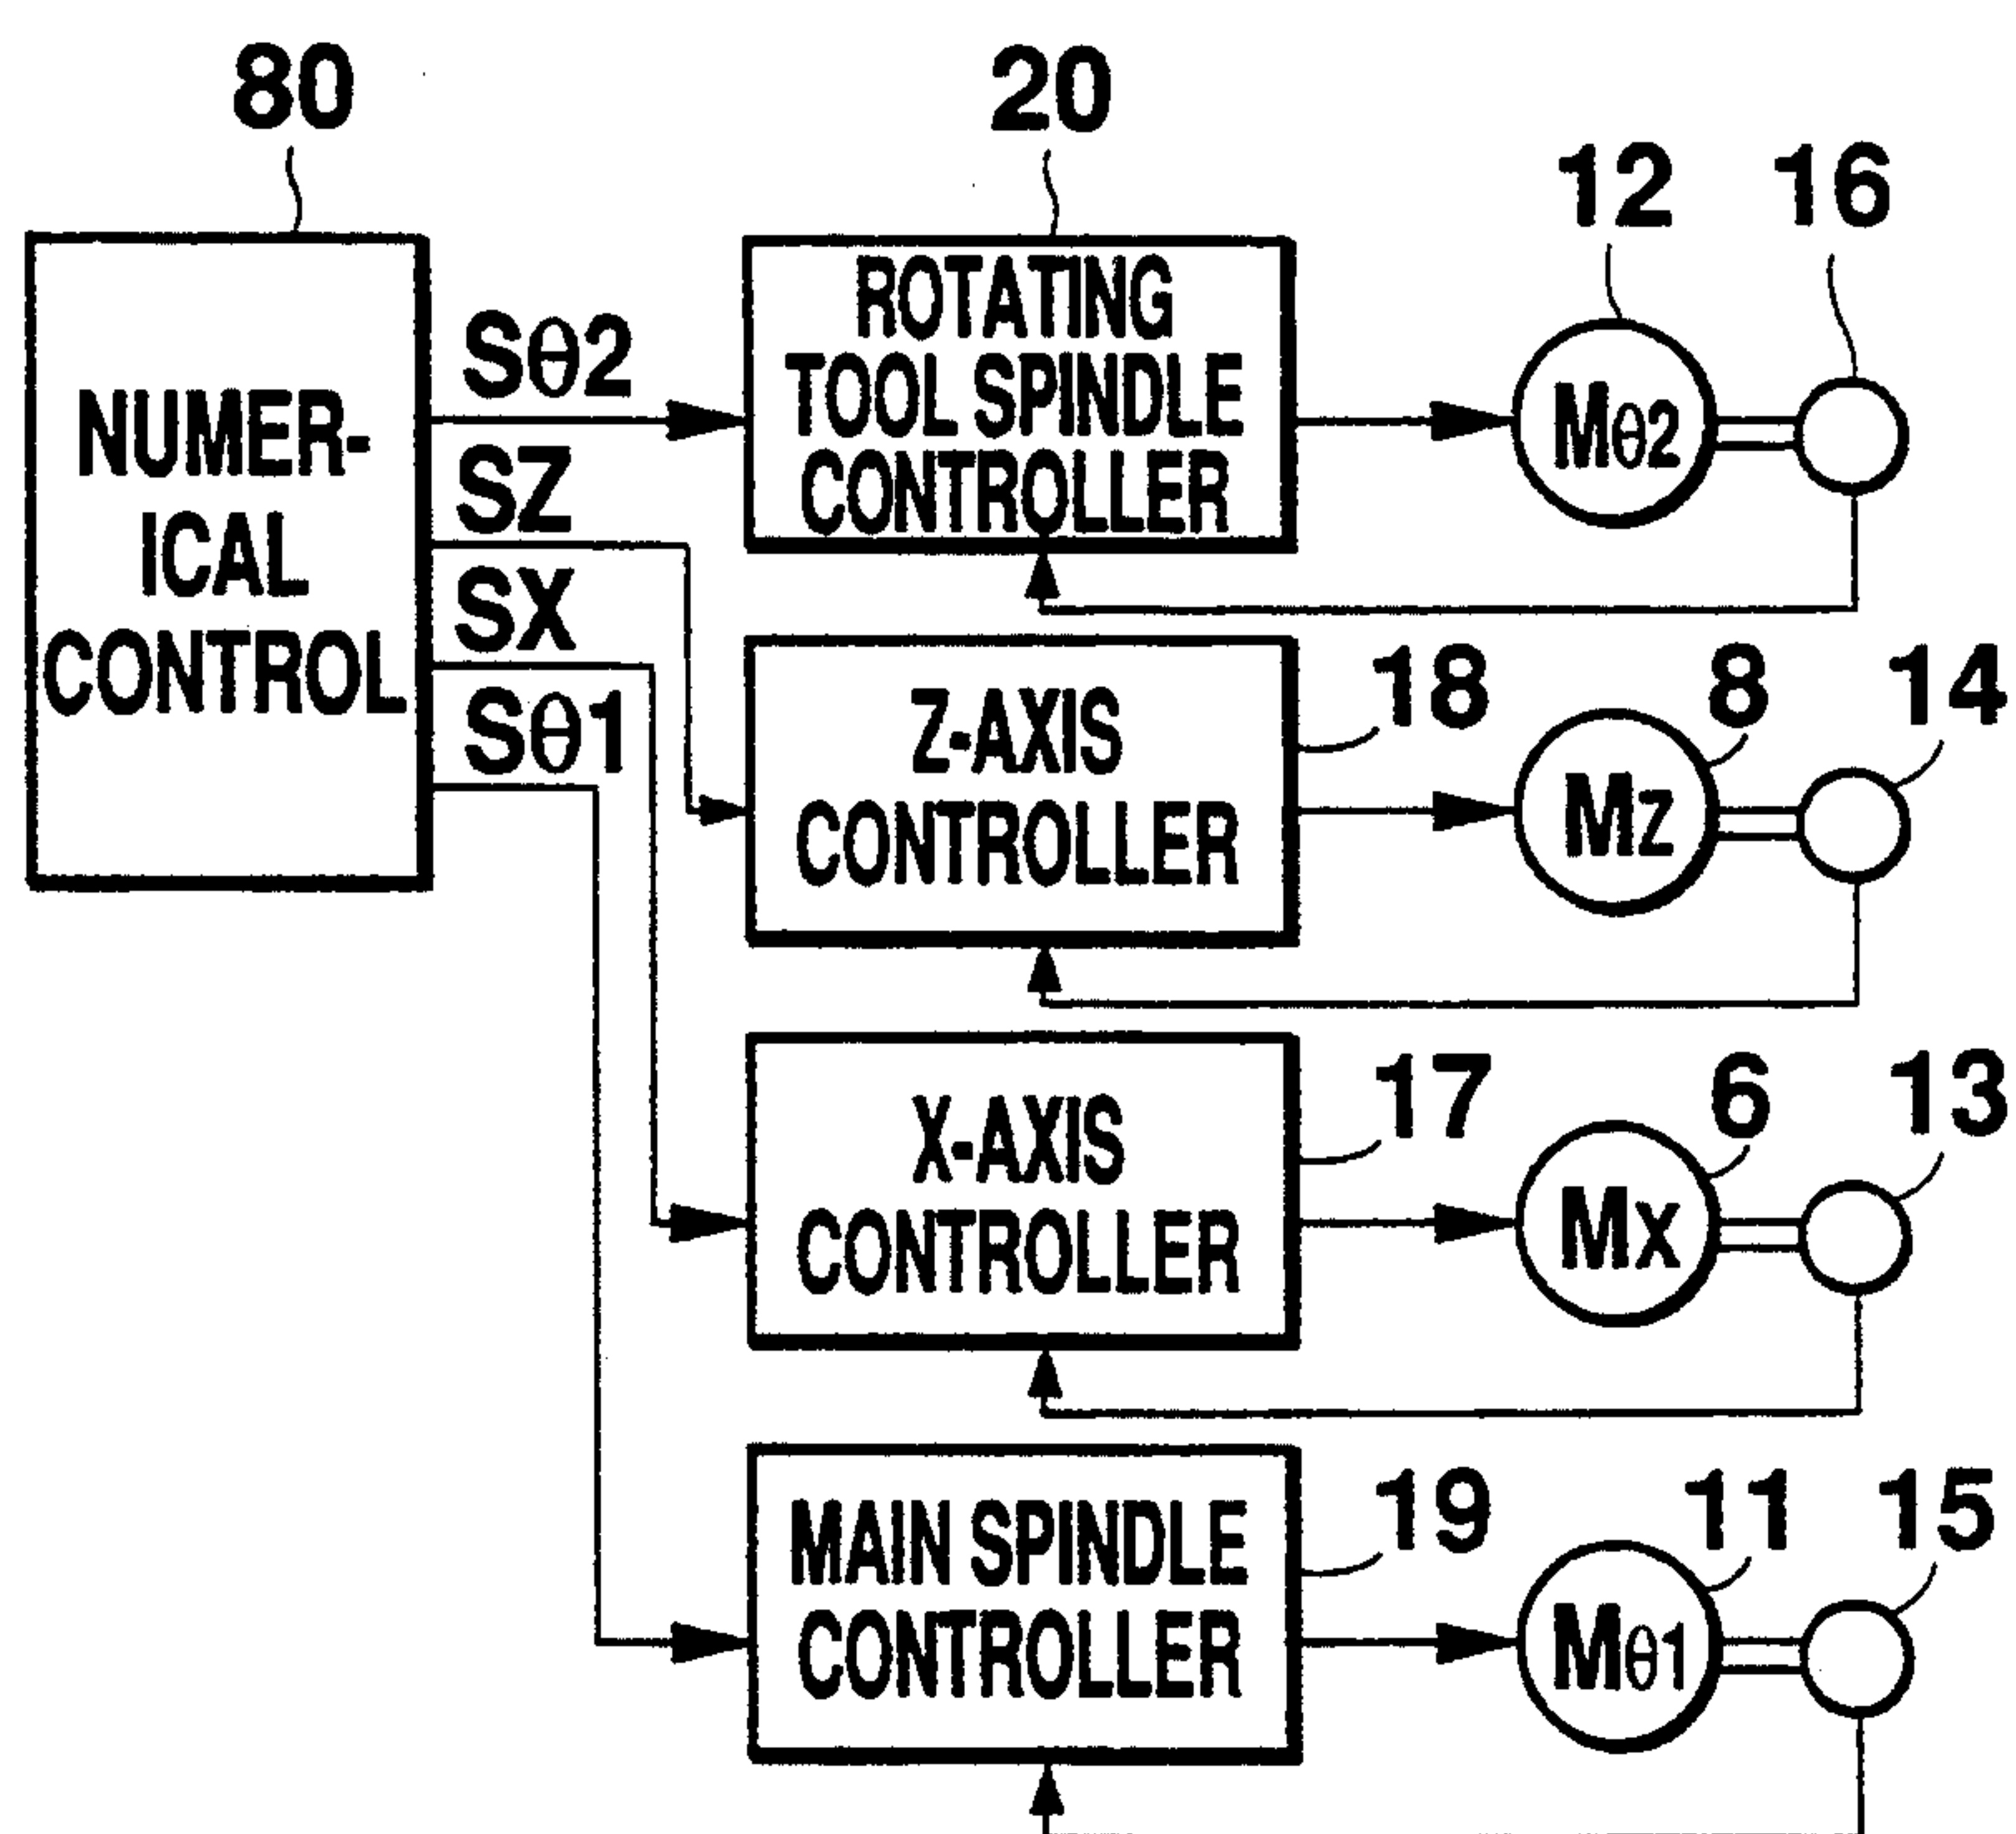 80
20
12
16
NUMER-
ICAL
CONTROL
Sθ2
SZ
SX
Sθ1
ROTATING
TOOL SPINDLE
CONTROLLER
Mθ2
Z-AXIS
CONTROLLER
18
8
14
MZ
X-AXIS
CONTROLLER
17
6
13
MX
MAIN SPINDLE
CONTROLLER
19
11
15
Mθ1